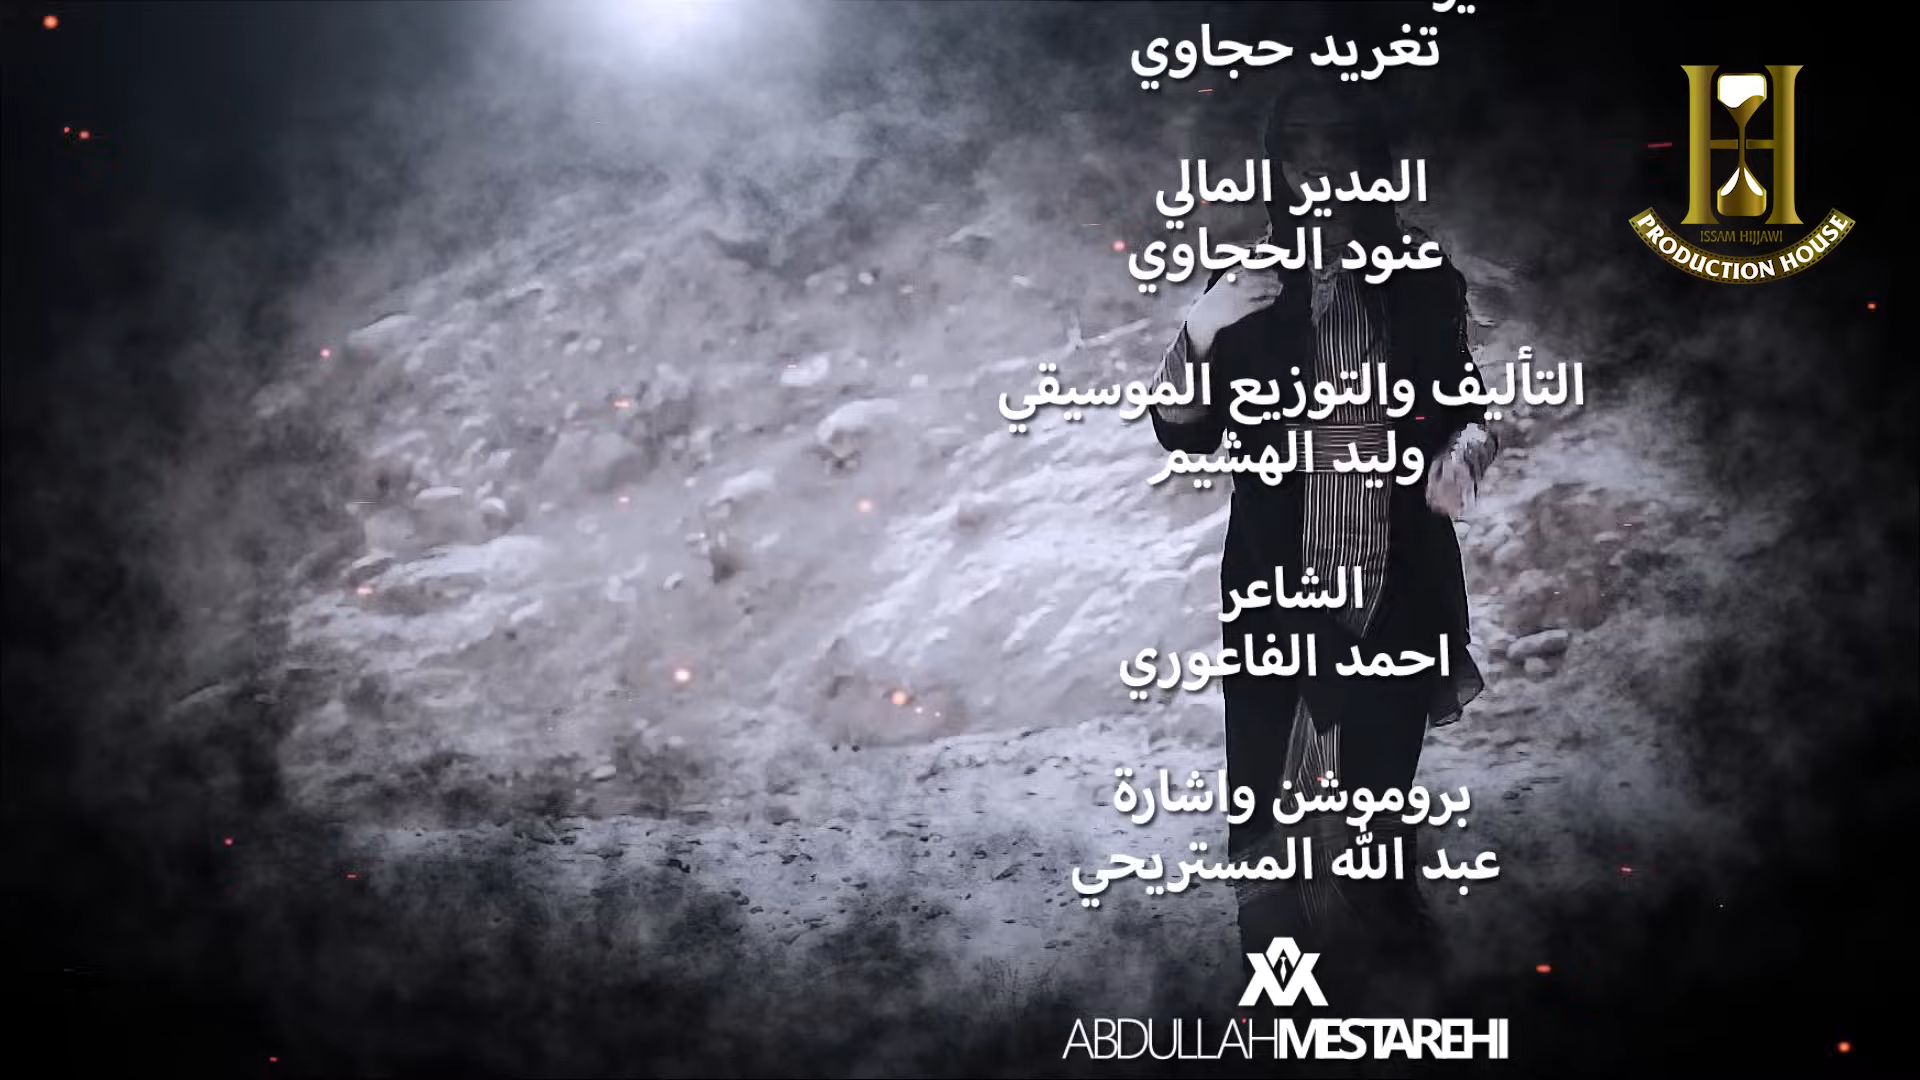 تغريد حجاوي
المدير المالي
عنود الحجاوي
التأليف والتوزيع الموسيقي
وليد الهشيم
الشاعر
احمد الفاعوري
بروموشن واشارة
عبد الله المستريحي
ABDULLAHMESTAREHI
ISSAM HIJJAWI
PRODUCTION HOUSE